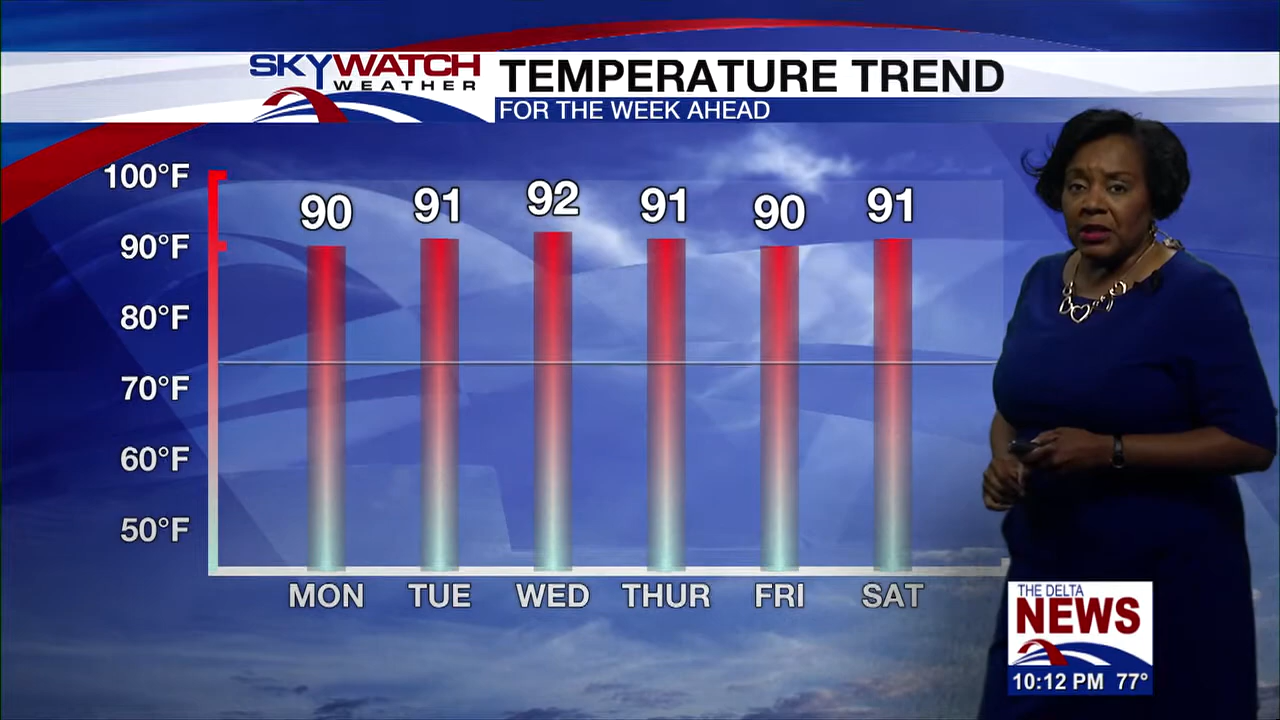 SKYWATCH
WEATHER
TEMPERATURE TREND
FOR THE WEEK AHEAD
100°F
90°F
80°F
70°F
60°F
50°F
90 91 92 91 90 91
MON TUE WED THUR FRI SAT
THE DELTA
NEWS
10:12 PM 77°